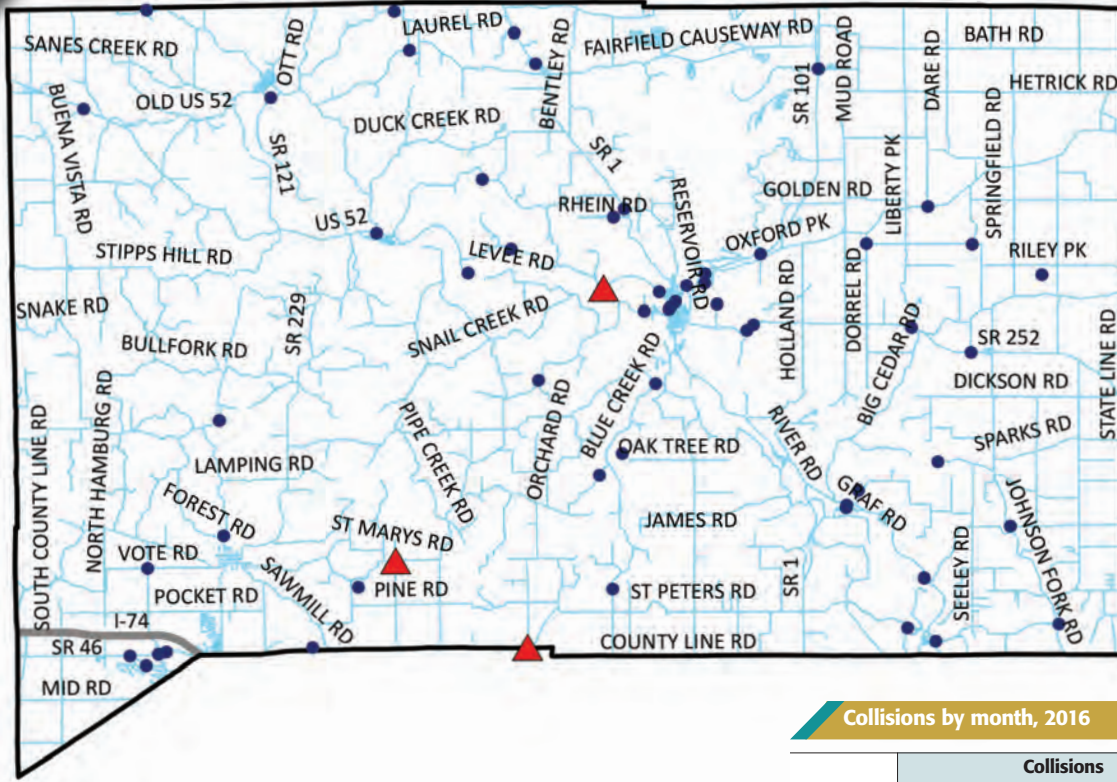 LAUREL RD
SANES CREEK RD
OTT RD
BENTLEY RD
FAIRFIELD CAUSEWAY RD
MUD ROAD
BATH RD
DARE RD
HETRICK RD
BUENA VISTA RD
OLD US 52
SR 101
DUCK CREEK RD
SR 121
SR 1
SPRINGFIELD RD
LIBERTY PK
GOLDEN RD
RHEIN RD
RESERVOIR RD
US 52
OXFORD PK
STIPPS HILL RD
LEVEE RD
RILEY PK
DORREL RD
HOLLAND RD
SNAKE RD
SR 229
SNAIL CREEK RD
BIG CEDAR RD
SR 252
BULLFORK RD
STATE LINE RD
DICKSON RD
BLUE CREEK RD
NORTH HAMBURG RD
ORCHARD RD
PIPE CREEK RD
RIVER RD
SPARKS RD
SOUTH COUNTY LINE RD
OAK TREE RD
LAMPING RD
GRAF RD
FOREST RD
JOHNSON FORK RD
ST MARYS RD
JAMES RD
VOTE RD
SAWMILL RD
SEELEY RD
SR 1
POCKET RD
PINE RD
ST PETERS RD
I-74
SR 46
COUNTY LINE RD
MID RD
Collisions by month, 2016
Collisions